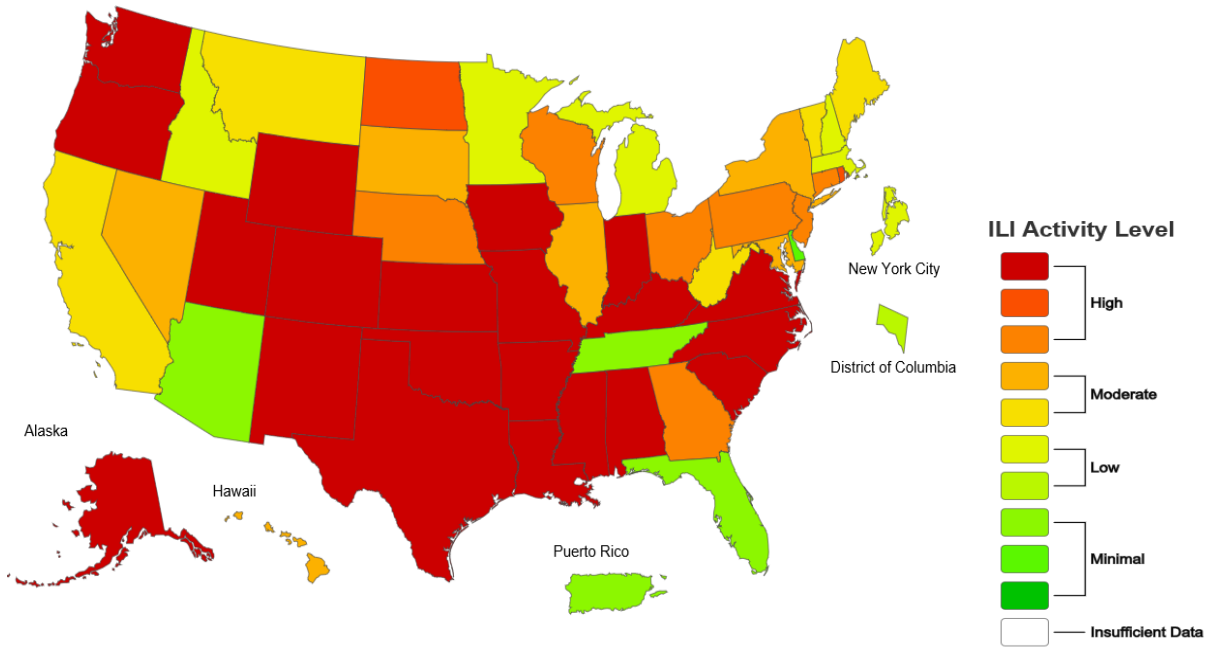 New York City
District of Columbia
Alaska
Hawaii
Puerto Rico
ILI Activity Level
High
Moderate
Low
Minimal
Insufficient Data